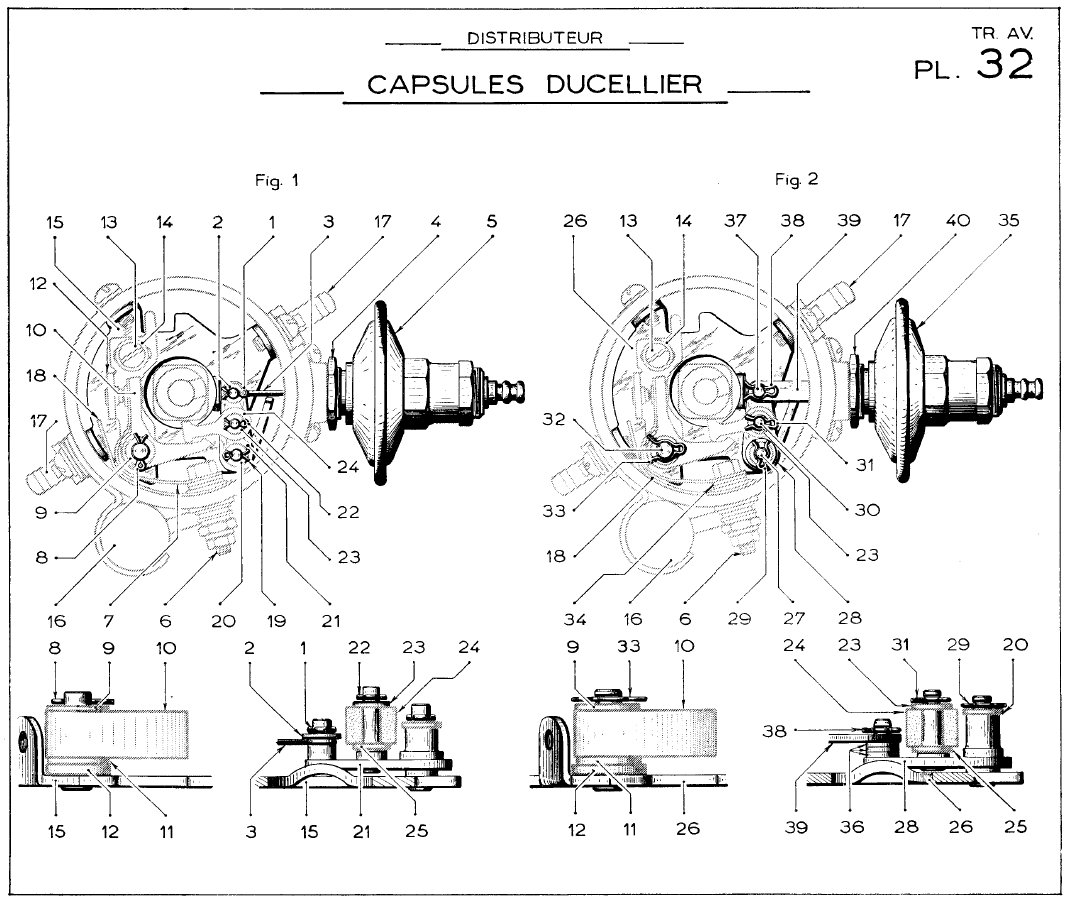 DISTRIBUTEUR
TR. AV.
CAPSULES DUCELLIER
PL. 32
Fig. 1
Fig. 2
15 13 14 2 1 3 17 4 5
26 13 14 37 38 39 17 40 35
12
10
18
17
32
24
31
9
22
33
30
8
23
18
23
16 7 6 20 19 21
34 16 6 29 27 28
8 9 10 2 1 22 23 24
9 33 10 24 23 31 29 20
38
15 12 11 3 15 21 25
12 11 26 39 36 28 26 25